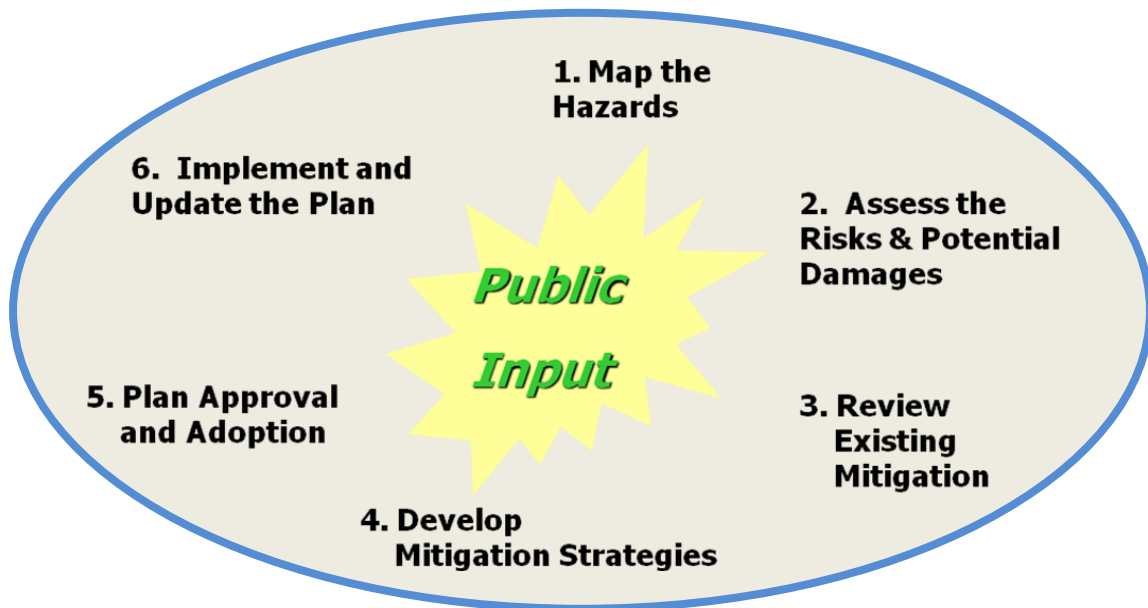 1. Map the
Hazards
2. Assess the
Risks & Potential
Damages
3. Review
Existing
Mitigation
4. Develop
Mitigation Strategies
5. Plan Approval
and Adoption
6. Implement and
Update the Plan
Public
Input